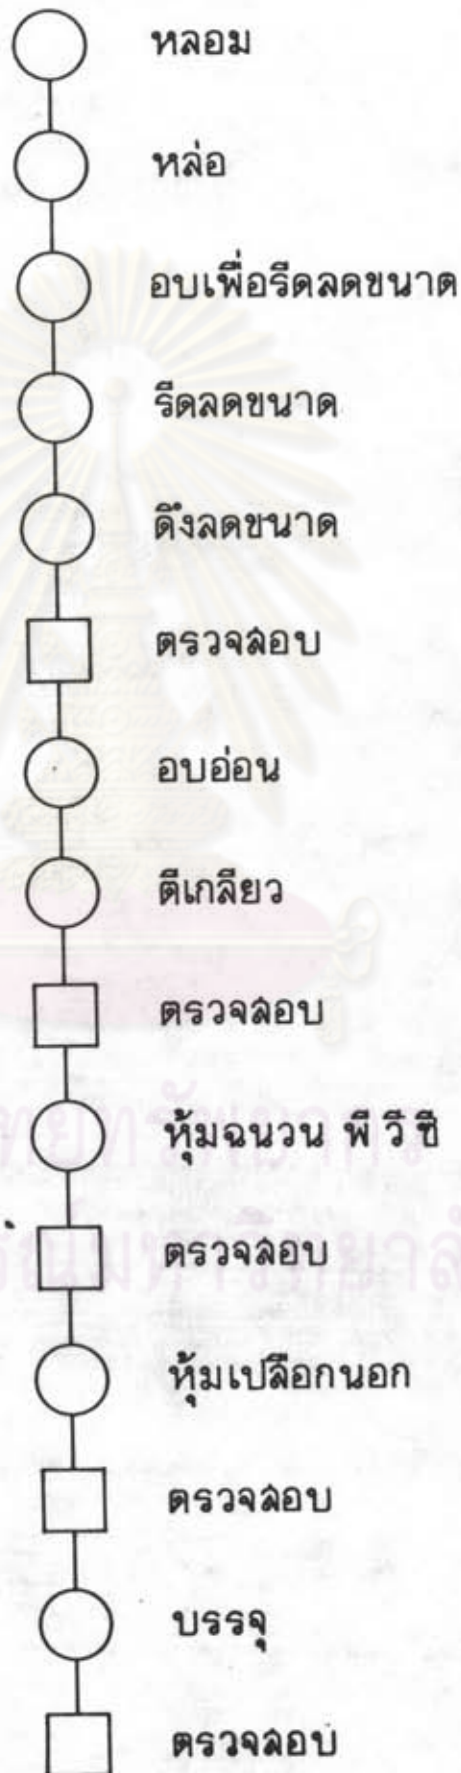 หลอม
หล่อ
อบเพื่อรีดลดขนาด
รีดลดขนาด
ดึงลดขนาด
ตรวจสอบ
อบอ่อน
ตีเกลียว
ตรวจสอบ
หุ้มฉนวน พี วี ซี
ตรวจสอบ
หุ้มเปลือกนอก
ตรวจสอบ
บรรจุ
ตรวจสอบ